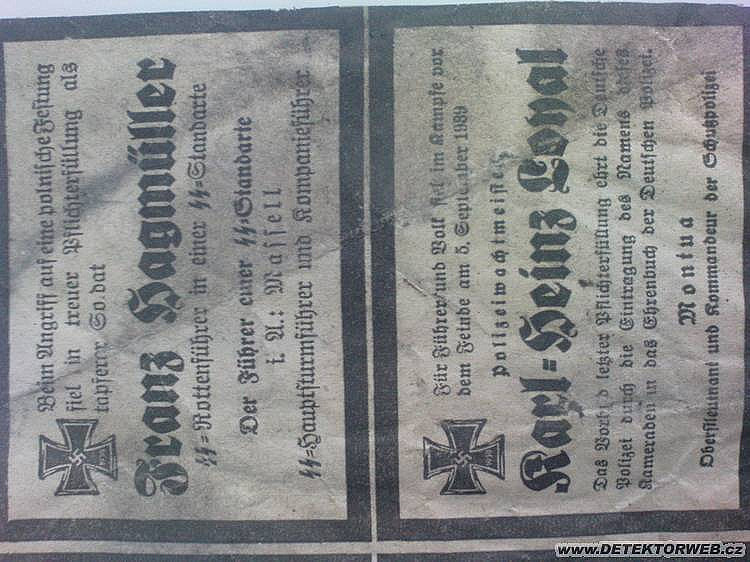 Beim Angriff auf eine polnische Festung
fiel in treuer Pflichterfüllung als
tapferer Soldat
Franz Hagmüller
SS-Rottenführer in einer SS-Standarte
Der Führer einer SS-Standarte
i. A.: Massell
SS-Hauptsturmführer und Kompanieführer.
Für Führer und Volk fiel im Kampfe vor
dem Feinde am 5. September 1939
Polizeiwachtmeister
Karl-Heinz Loyal
Das Vorbild letzter Pflichterfüllung ehrt die Deutsche
Polizei durch die Eintragung des Namens dieses
Kameraden in das Ehrenbuch der Deutschen Polizei.
Montua
Oberstleutnant und Kommandeur der Schutzpolizei
www.DETEKTORWEB.cz